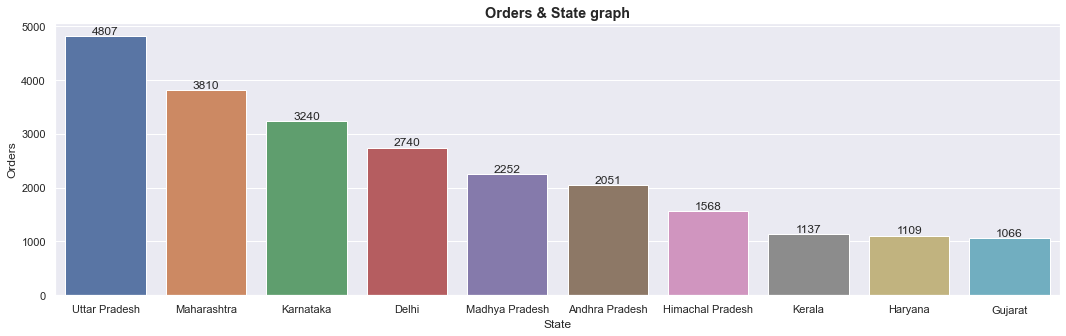 Orders & State graph
5000
4000
3000
2000
1000
0
Orders
4807
3810
3240
2740
2252
2051
1568
1137
1109
1066
Uttar Pradesh
Maharashtra
Karnataka
Delhi
Madhya Pradesh
Andhra Pradesh
Himachal Pradesh
Kerala
Haryana
Gujarat
State